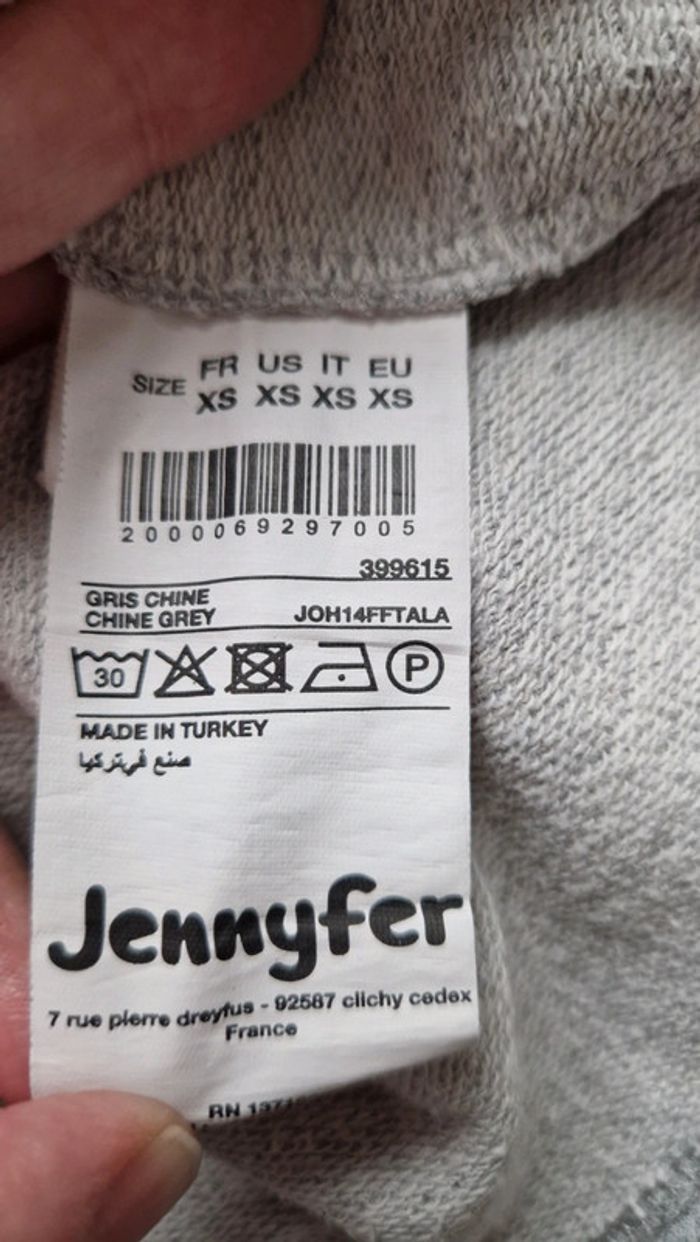 FR US IT EU
SIZE XS XS XS XS
2000069297005
399615
GRIS CHINE
CHINE GREY JOH14FFTALA
30 P
MADE IN TURKEY
صنع في تركيا
Jennyfer
7 rue pierre dreyfus - 92587 clichy cedex
France
RN